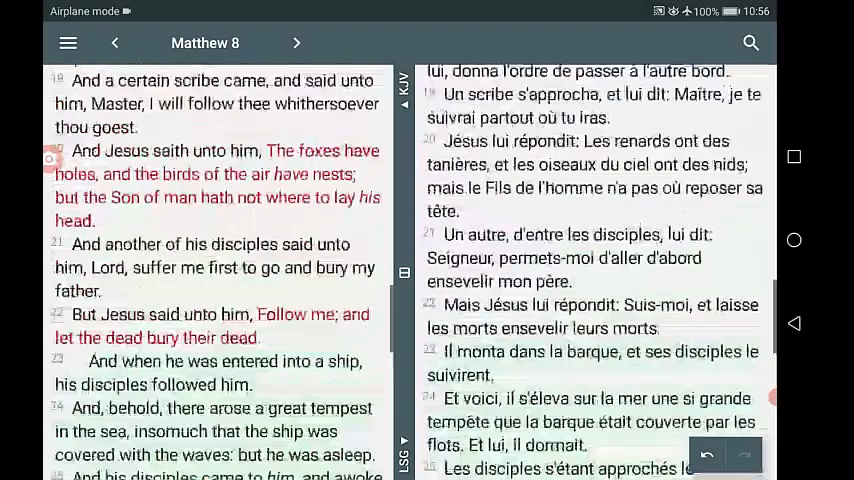 Airplane mode
100%
10:56
Matthew 8
19 And a certain scribe came, and said unto
him, Master, I will follow thee whithersoever
thou goest.
And Jesus saith unto him, The foxes have
holes, and the birds of the air have nests;
but the Son of man hath not where to lay his
head.
21 And another of his disciples said unto
him, Lord, suffer me first to go and bury my
father.
22 But Jesus said unto him, Follow me; and
let the dead bury their dead.
23 And when he was entered into a ship,
his disciples followed him.
24 And, behold, there arose a great tempest
in the sea, insomuch that the ship was
covered with the waves: but he was asleep.
And his disciples came to him, and awoke
KJV
LSG
lui, donna l'ordre de passer à l'autre bord.
19 Un scribe s'approcha, et lui dit: Maître, je te
suivrai partout où tu iras.
20 Jésus lui répondit: Les renards ont des
tanières, et les oiseaux du ciel ont des nids;
mais le Fils de l'homme n'a pas où reposer sa
tête.
21 Un autre, d'entre les disciples, lui dit:
Seigneur, permets-moi d'aller d'abord
ensevelir mon père.
22 Mais Jésus lui répondit: Suis-moi, et laisse
les morts ensevelir leurs morts.
23 Il monta dans la barque, et ses disciples le
suivirent.
24 Et voici, il s'éleva sur la mer une si grande
tempête que la barque était couverte par les
flots. Et lui, il dormait.
25 Les disciples s'étant approchés le